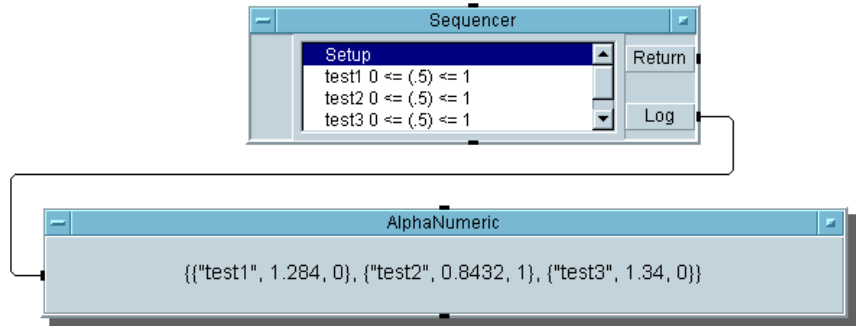 Sequencer
Setup
test1 0 <= (.5) <= 1
test2 0 <= (.5) <= 1
test3 0 <= (.5) <= 1
Return
Log
AlphaNumeric
{{"test1", 1.284, 0}, {"test2", 0.8432, 1}, {"test3", 1.34, 0}}